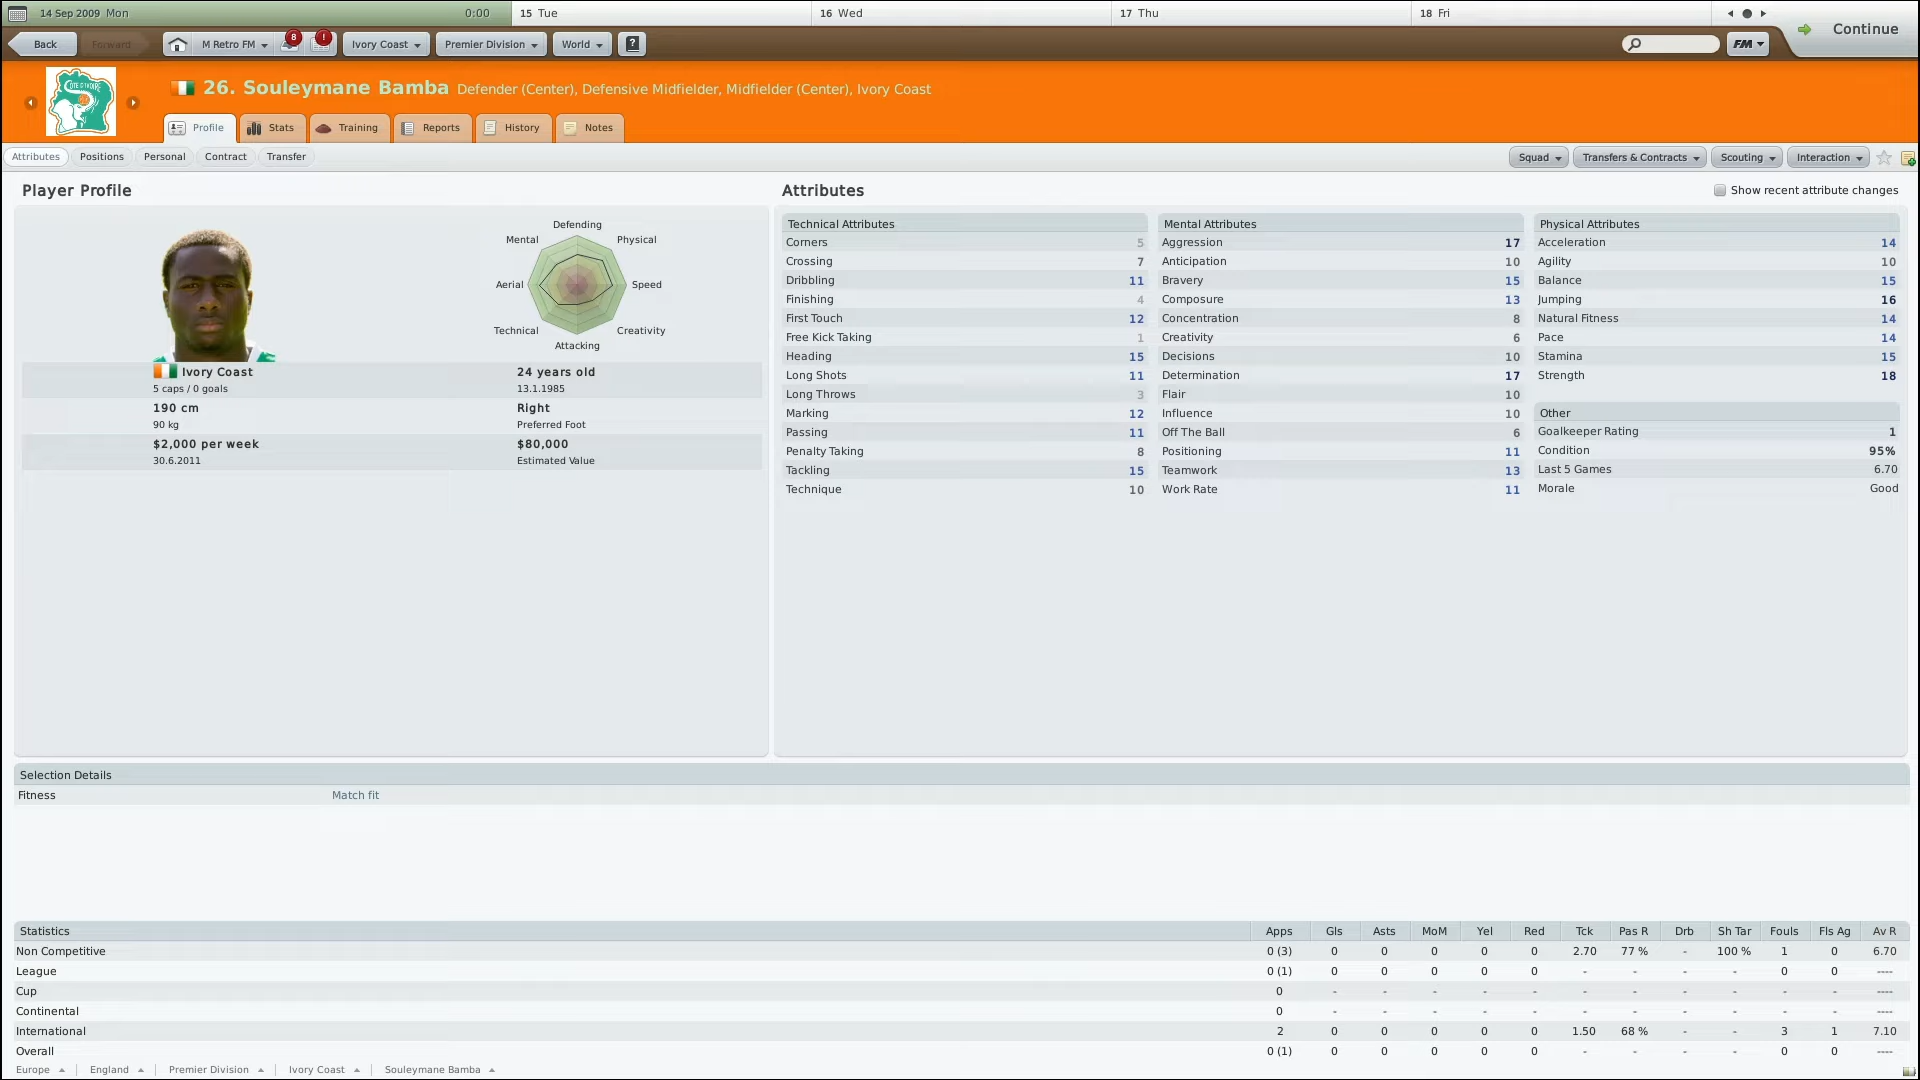 14 Sep 2009 Mon 0:00 15 Tue 16 Wed 17 Thu 18 Fri
Continue
Back Forward M Retro FM 8 ! Ivory Coast Premier Division World ? FM
CÔTE D'IVOIRE
26. Souleymane Bamba Defender (Center), Defensive Midfielder, Midfielder (Center), Ivory Coast
Profile Stats Training Reports History Notes
Attributes Positions Personal Contract Transfer Squad Transfers & Contracts Scouting Interaction
Player Profile
Defending
Mental Physical
Aerial Speed
Technical Creativity
Attacking
Ivory Coast 24 years old
5 caps / 0 goals 13.1.1985
190 cm Right
90 kg Preferred Foot
$2,000 per week $80,000
30.6.2011 Estimated Value
Attributes Show recent attribute changes
Technical Attributes
Corners 5
Crossing 7
Dribbling 11
Finishing 4
First Touch 12
Free Kick Taking 1
Heading 15
Long Shots 11
Long Throws 3
Marking 12
Passing 11
Penalty Taking 8
Tackling 15
Technique 10
Mental Attributes
Aggression 17
Anticipation 10
Bravery 15
Composure 13
Concentration 8
Creativity 6
Decisions 10
Determination 17
Flair 10
Influence 10
Off The Ball 6
Positioning 11
Teamwork 13
Work Rate 11
Physical Attributes
Acceleration 14
Agility 10
Balance 15
Jumping 16
Natural Fitness 14
Pace 14
Stamina 15
Strength 18
Other
Goalkeeper Rating 1
Condition 95%
Last 5 Games 6.70
Morale Good
Selection Details
Fitness Match fit
Statistics Apps Gls Asts MoM Yel Red Tck Pas R Drb Sh Tar Fouls Fls Ag Av R
Non Competitive 0 (3) 0 0 0 0 0 2.70 77 % - 100 % 1 0 6.70
League 0 (1) 0 0 0 0 0 - - - - 0 0 ----
Cup 0 - - - - - - - - - - - ----
Continental 0 - - - - - - - - - - - ----
International 2 0 0 0 0 0 1.50 68 % - - 3 1 7.10
Overall 0 (1) 0 0 0 0 0 - - - - 0 0 ----
Europe England Premier Division Ivory Coast Souleymane Bamba